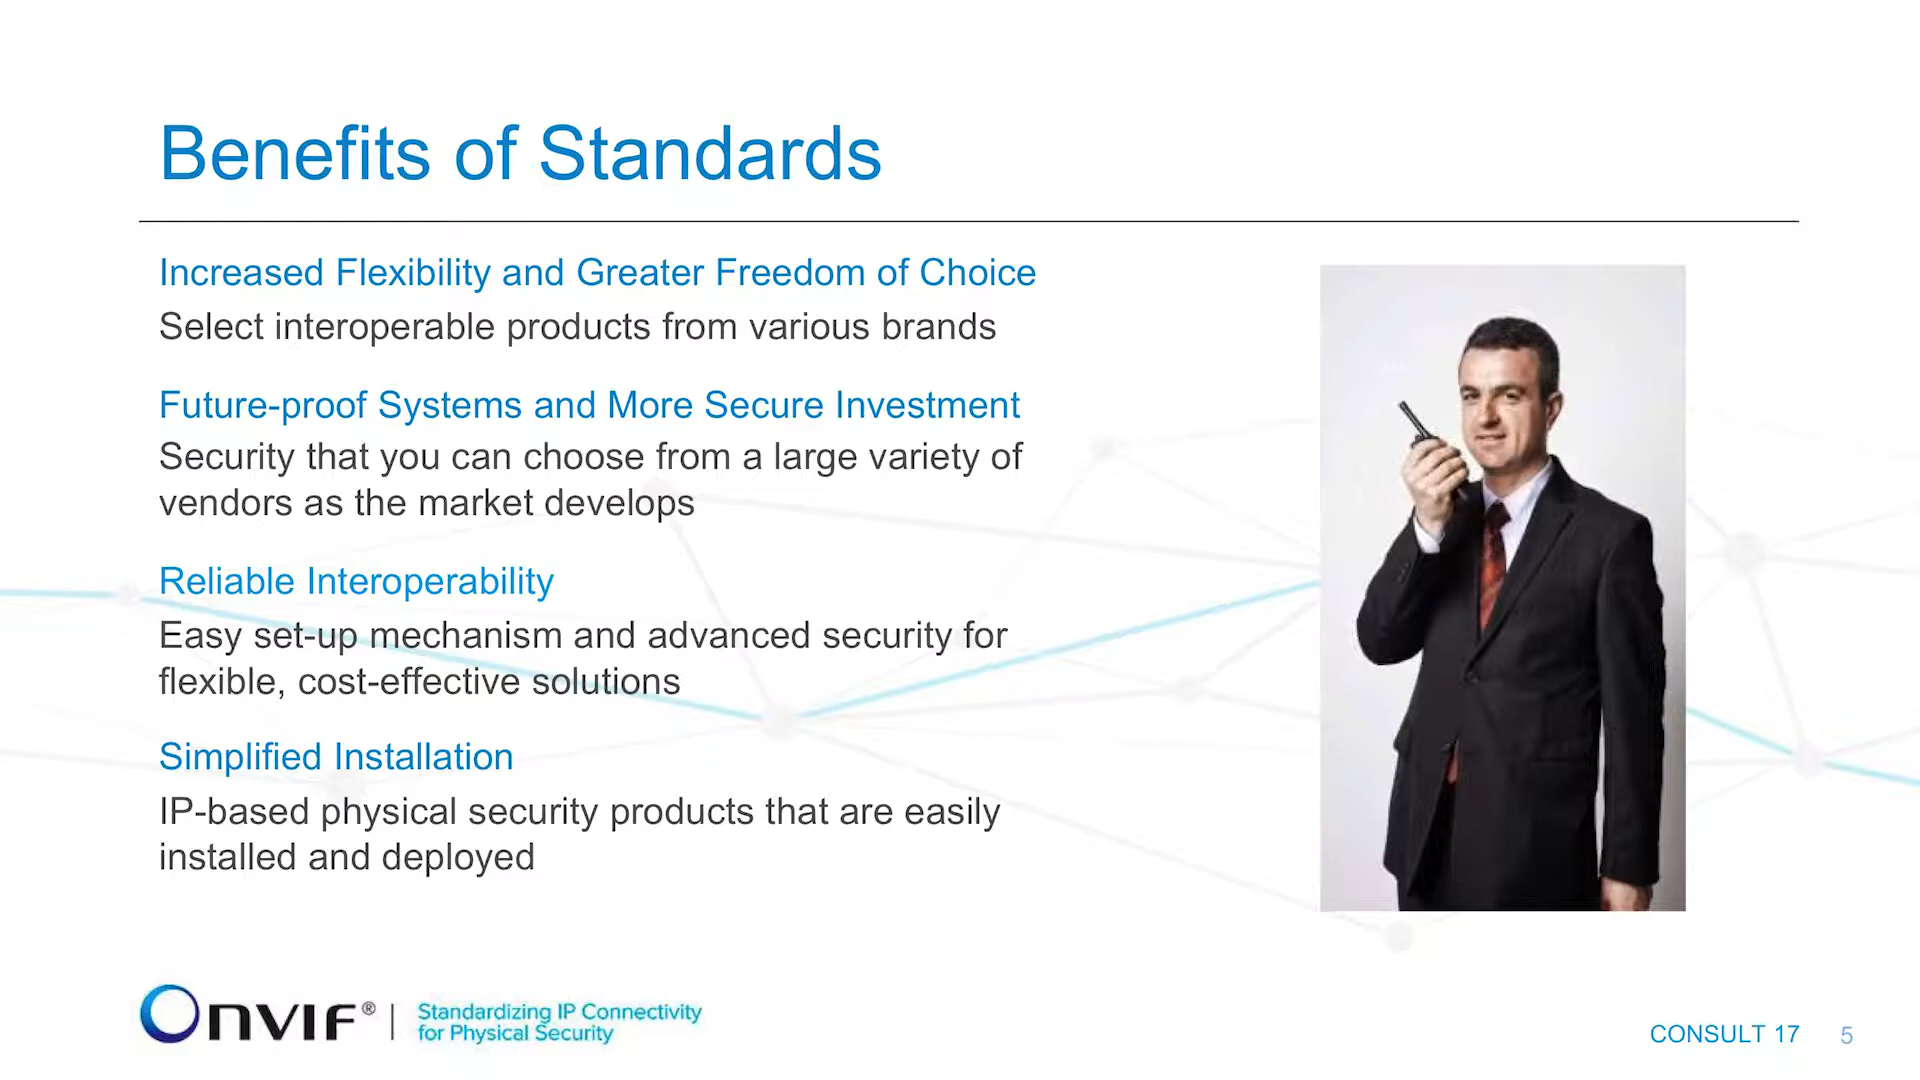 Benefits of Standards
Increased Flexibility and Greater Freedom of Choice
Select interoperable products from various brands
Future-proof Systems and More Secure Investment
Security that you can choose from a large variety of
vendors as the market develops
Reliable Interoperability
Easy set-up mechanism and advanced security for
flexible, cost-effective solutions
Simplified Installation
IP-based physical security products that are easily
installed and deployed
ONVIF® | Standardizing IP Connectivity
for Physical Security
CONSULT 17 5